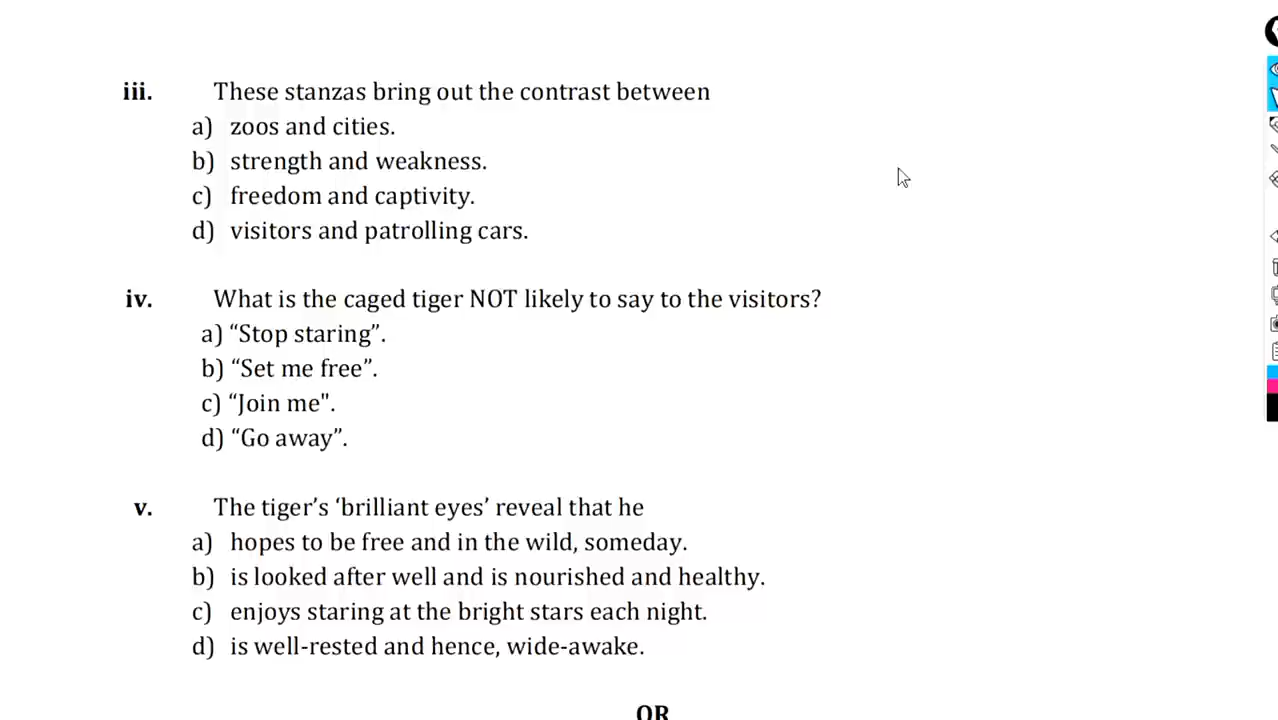 iii. These stanzas bring out the contrast between
a) zoos and cities.
b) strength and weakness.
c) freedom and captivity.
d) visitors and patrolling cars.
iv. What is the caged tiger NOT likely to say to the visitors?
a) “Stop staring”.
b) “Set me free”.
c) “Join me".
d) “Go away”.
v. The tiger’s ‘brilliant eyes’ reveal that he
a) hopes to be free and in the wild, someday.
b) is looked after well and is nourished and healthy.
c) enjoys staring at the bright stars each night.
d) is well-rested and hence, wide-awake.
OR